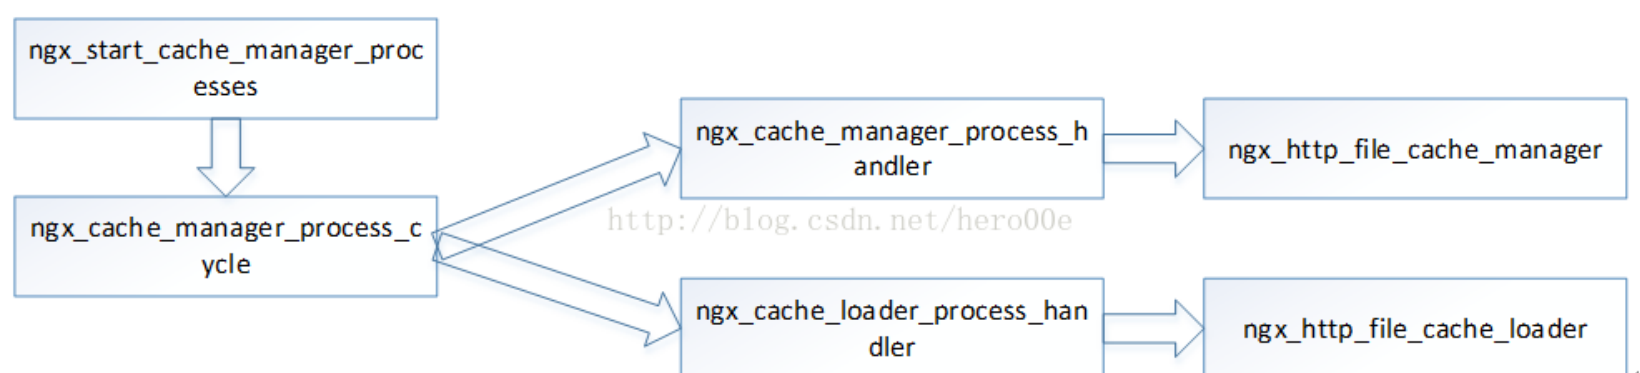 ngx_start_cache_manager_proc
esses
ngx_cache_manager_process_h
andler
ngx_http_file_cache_manager
ngx_cache_manager_process_c
ycle
http://blog.csdn.net/hero00e
ngx_cache_loader_process_han
dler
ngx_http_file_cache_loader